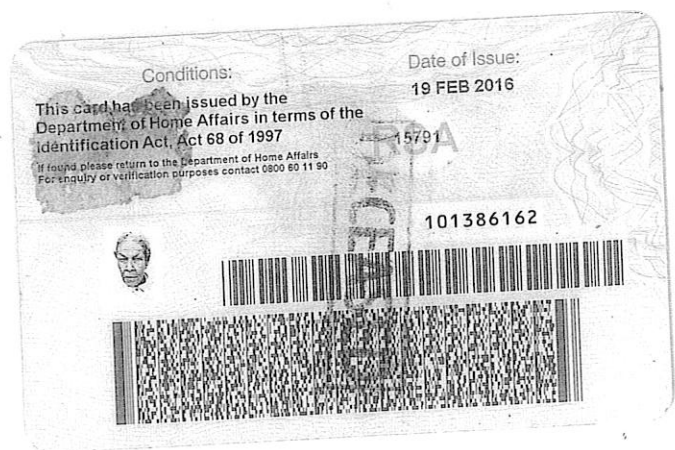 Conditions:
This card has been issued by the
Department of Home Affairs in terms of the
Identification Act, Act 68 of 1997
If found please return to the Department of Home Affairs
For enquiry or verification purposes contact 0800 60 11 90
Date of Issue:
19 FEB 2016
15791
RSA
101386162